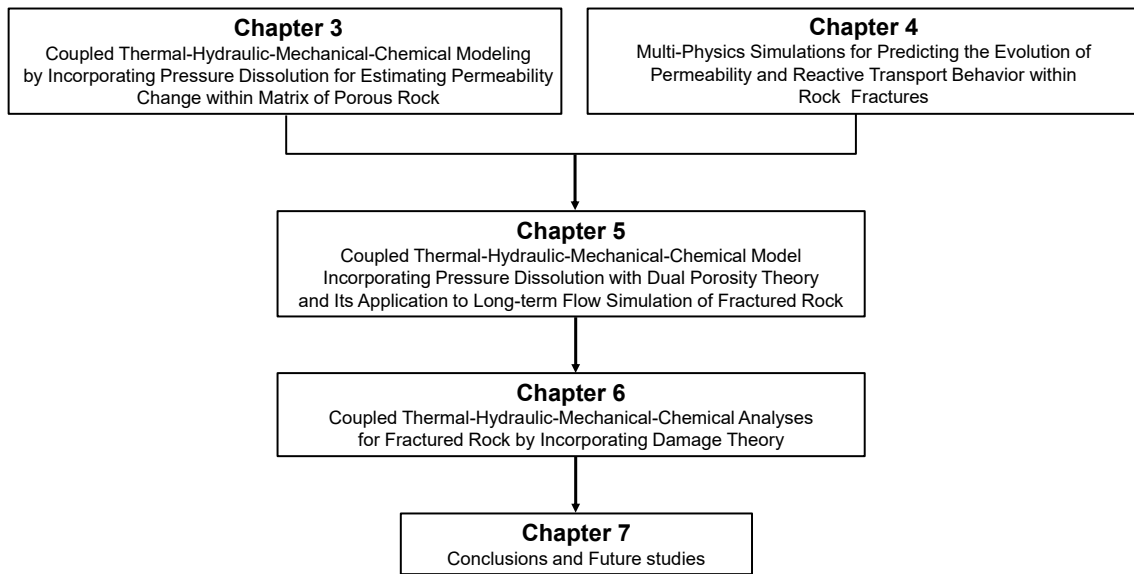 Chapter 3
Coupled Thermal-Hydraulic-Mechanical-Chemical Modeling
by Incorporating Pressure Dissolution for Estimating Permeability
Change within Matrix of Porous Rock
Chapter 4
Multi-Physics Simulations for Predicting the Evolution of
Permeability and Reactive Transport Behavior within
Rock Fractures
Chapter 5
Coupled Thermal-Hydraulic-Mechanical-Chemical Model
Incorporating Pressure Dissolution with Dual Porosity Theory
and Its Application to Long-term Flow Simulation of Fractured Rock
Chapter 6
Coupled Thermal-Hydraulic-Mechanical-Chemical Analyses
for Fractured Rock by Incorporating Damage Theory
Chapter 7
Conclusions and Future studies